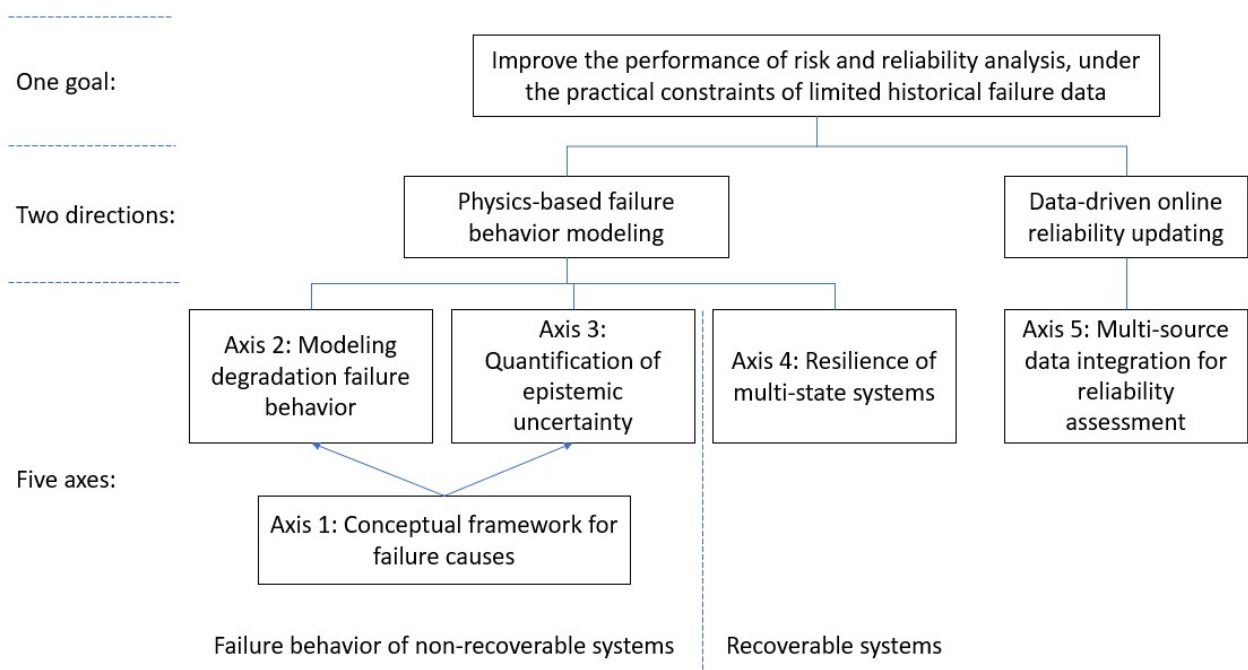 One goal:
Improve the performance of risk and reliability analysis, under
the practical constraints of limited historical failure data
Two directions:
Physics-based failure
behavior modeling
Data-driven online
reliability updating
Five axes:
Axis 2: Modeling
degradation failure
behavior
Axis 3:
Quantification of
epistemic
uncertainty
Axis 4: Resilience of
multi-state systems
Axis 5: Multi-source
data integration for
reliability
assessment
Axis 1: Conceptual framework for
failure causes
Failure behavior of non-recoverable systems
Recoverable systems